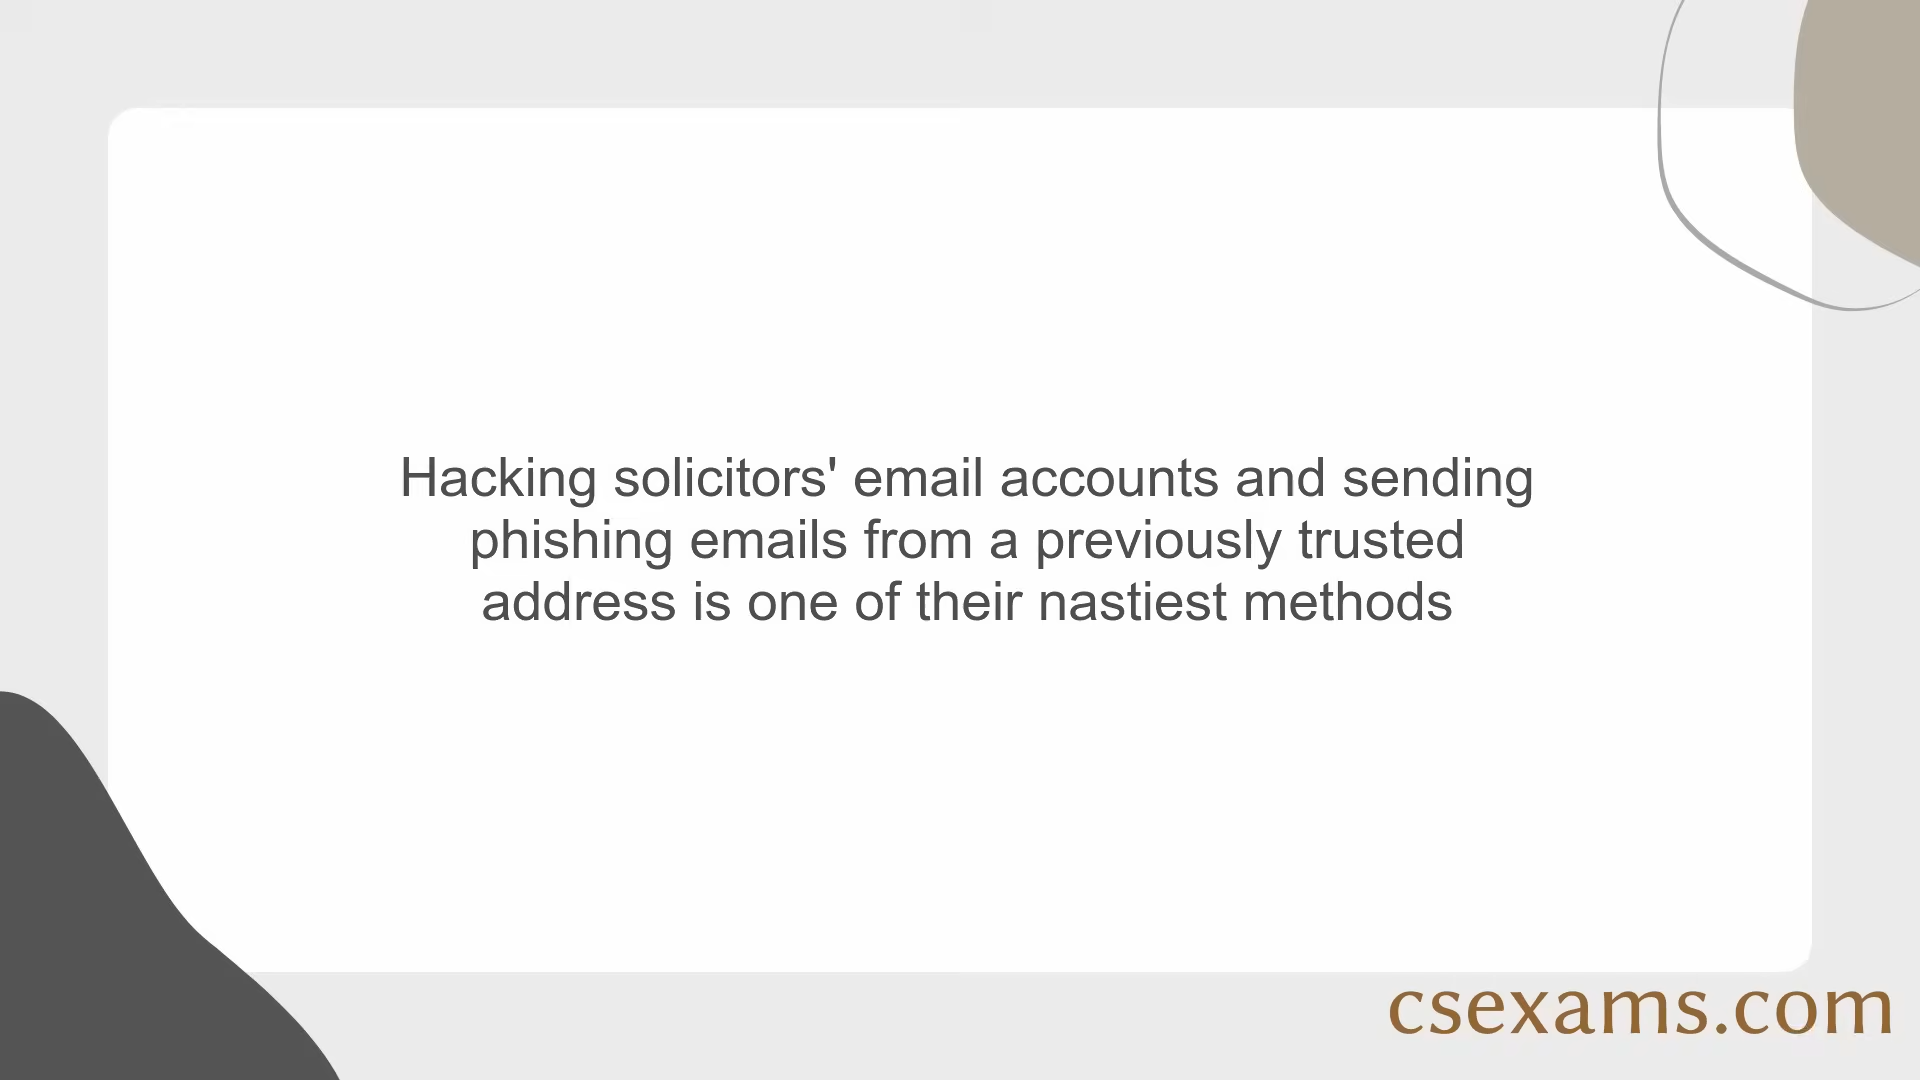 Hacking solicitors' email accounts and sending
phishing emails from a previously trusted
address is one of their nastiest methods
csexams.com